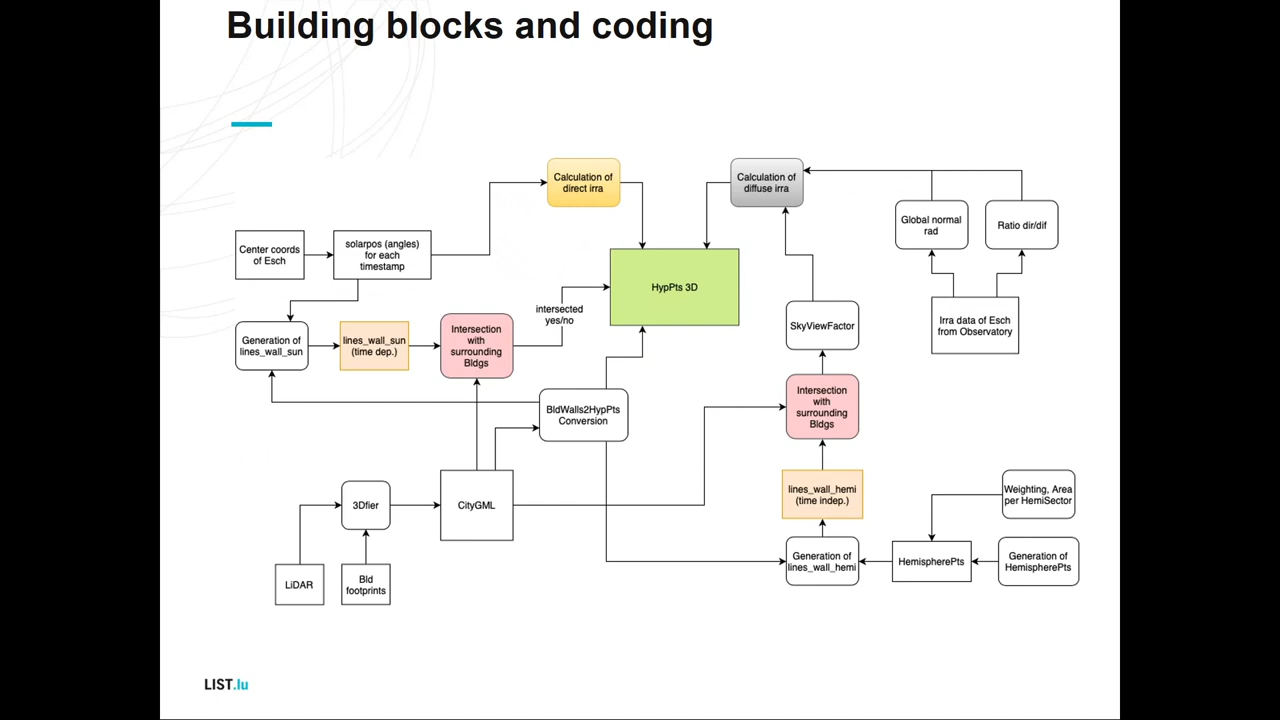 Building blocks and coding
Calculation of
direct irra
Calculation of
diffuse irra
Global normal
rad
Ratio dir/dif
Center coords
of Esch
solarpos (angles)
for each
timestamp
HypPts 3D
intersected
yes/no
SkyViewFactor
Irra data of Esch
from Observatory
Generation of
lines_wall_sun
lines_wall_sun
(time dep.)
Intersection
with
surrounding
Bldgs
BldWalls2HypPts
Conversion
Intersection
with
surrounding
Bldgs
3Dfier
CityGML
lines_wall_hemi
(time indep.)
Weighting, Area
per HemiSector
LiDAR
Bld
footprints
Generation of
lines_wall_hemi
HemispherePts
Generation of
HemispherePts
LIST.lu